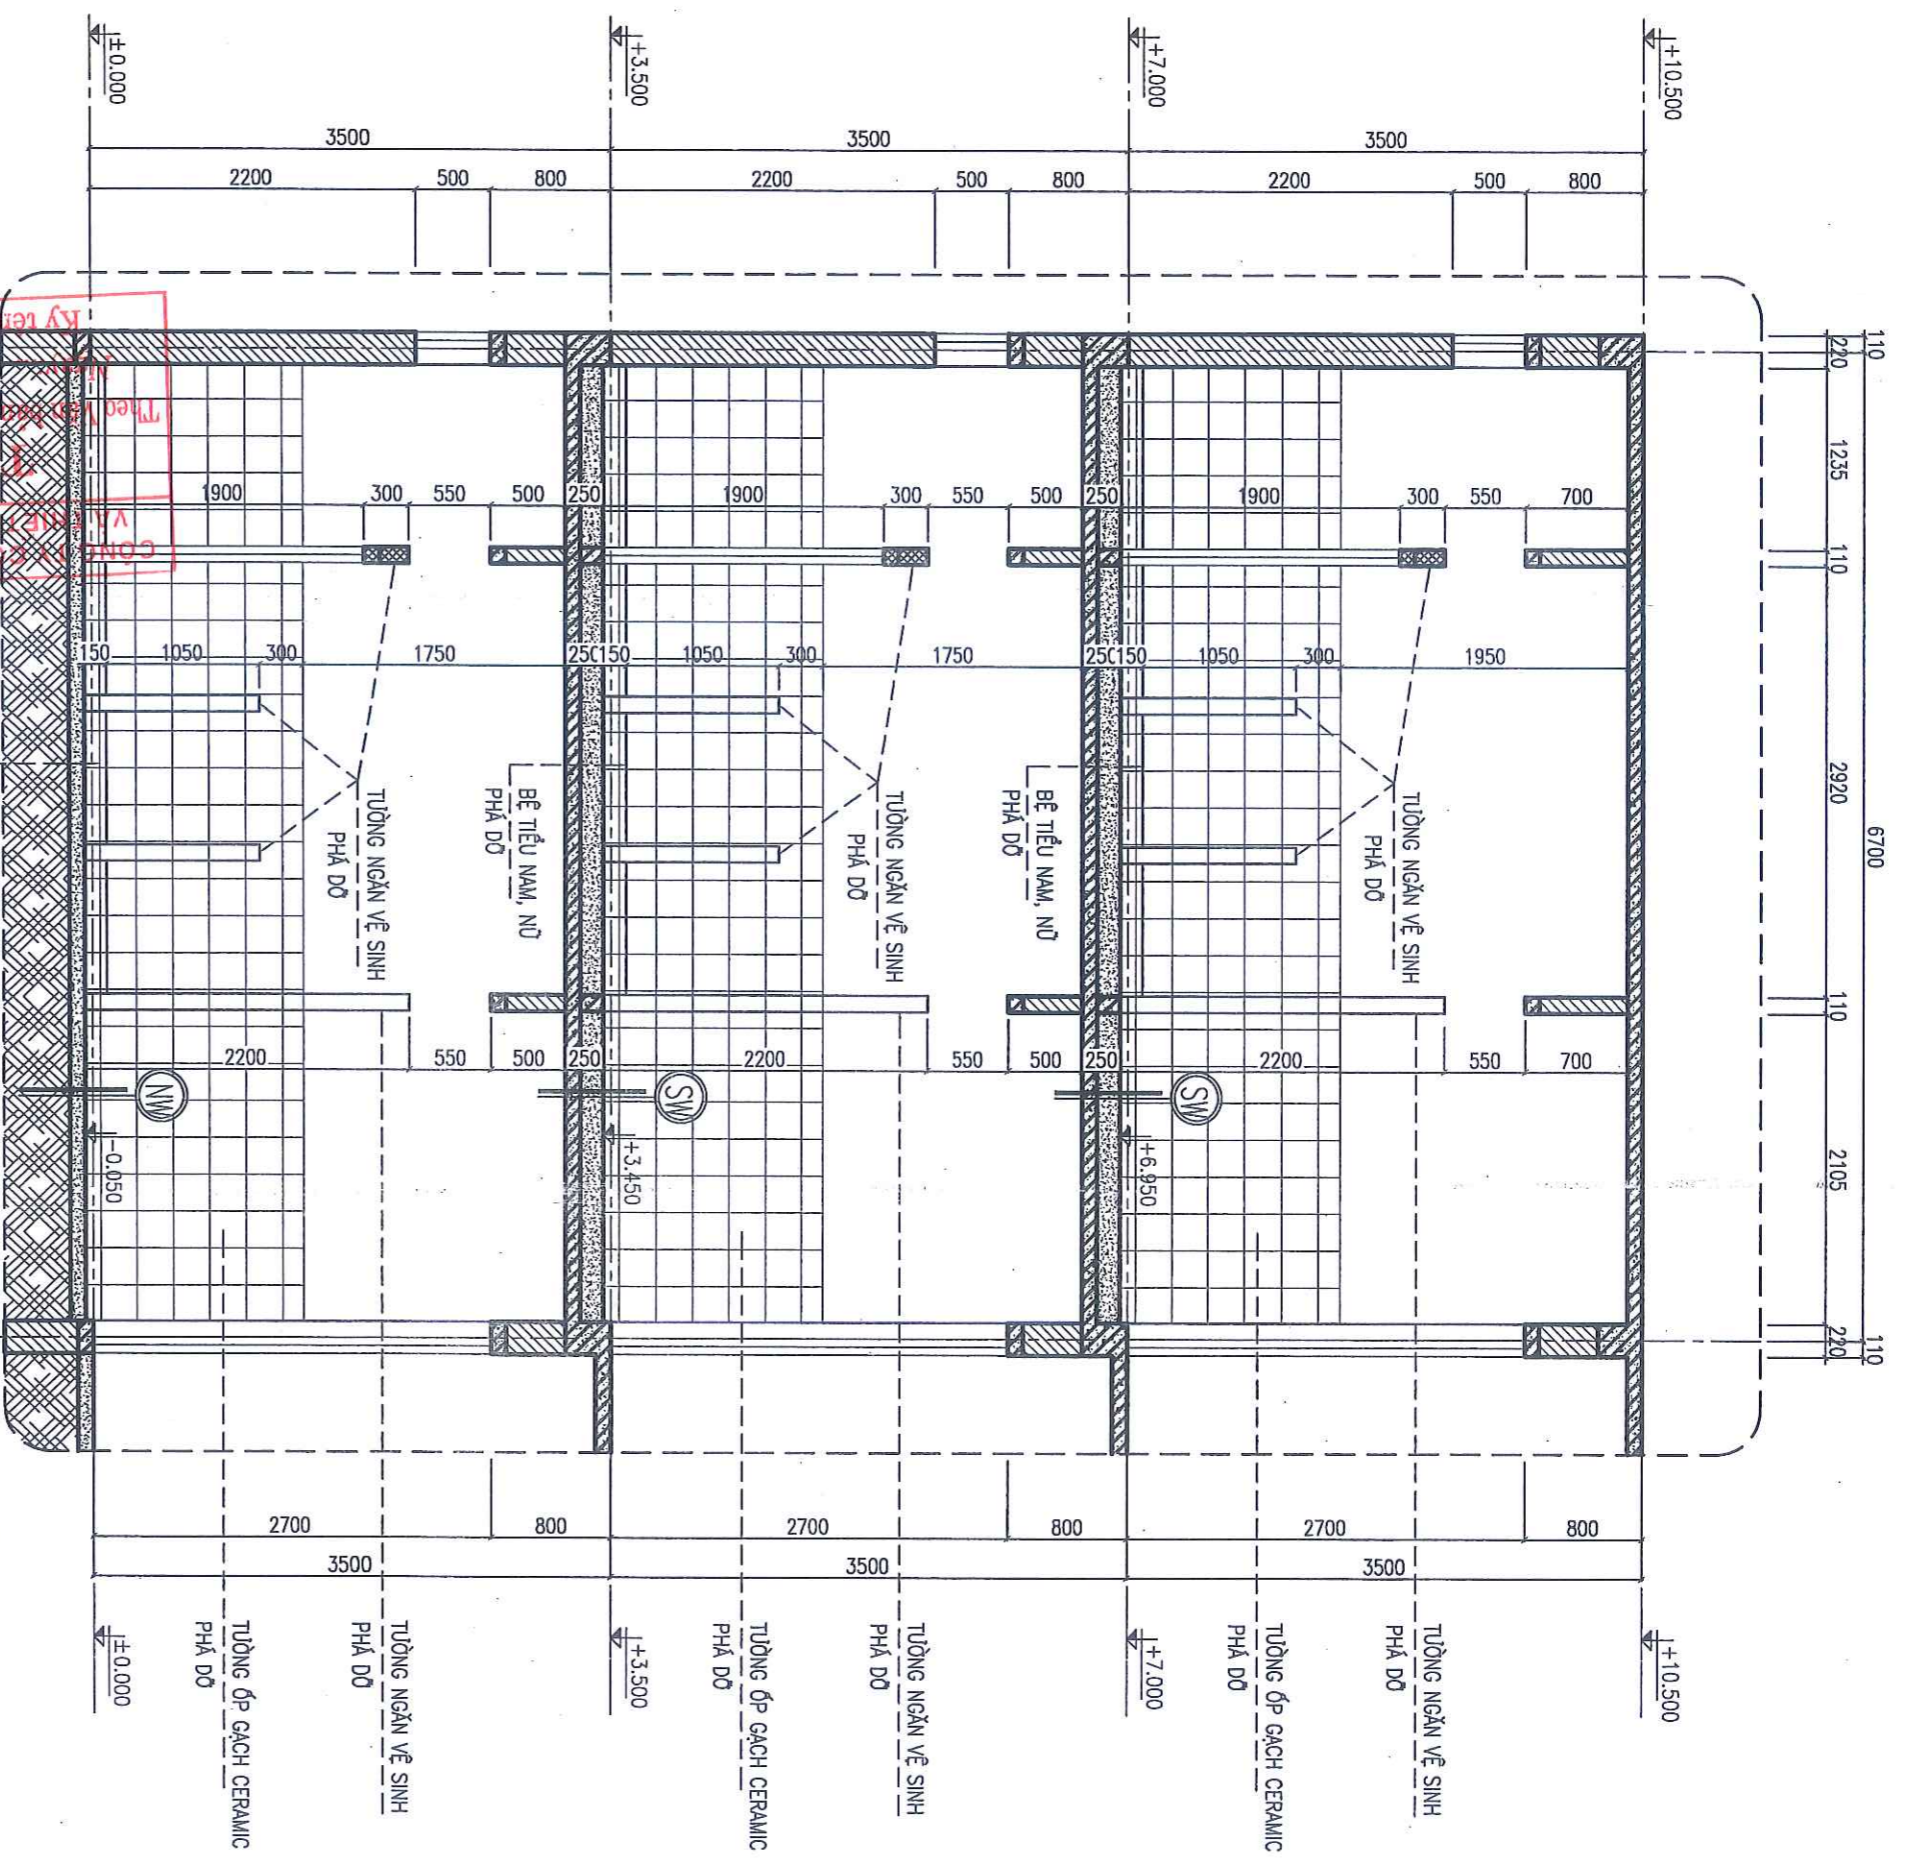 +10.500
+7.000
+3.500
±0.000
3500
3500
3500
2200
500
800
2200
500
800
2200
500
800
110
220
1235
110
2920
6700
110
2105
220
110
1900
300
550
500
250
1900
300
550
500
250
1900
300
550
700
150
1050
300
1750
250
150
1050
300
1750
250
150
1050
300
1950
TƯỜNG NGĂN VỆ SINH
PHÁ DỠ
BỆ TIỂU NAM, NỮ
PHÁ DỠ
TƯỜNG NGĂN VỆ SINH
PHÁ DỠ
BỆ TIỂU NAM, NỮ
PHÁ DỠ
TƯỜNG NGĂN VỆ SINH
PHÁ DỠ
2200
550
500
250
2200
550
500
250
2200
550
700
NW
SW
SW
-0.050
+3.450
+6.950
2700
800
2700
800
2700
800
3500
3500
3500
+10.500
TƯỜNG NGĂN VỆ SINH
PHÁ DỠ
TƯỜNG ỐP GẠCH CERAMIC
PHÁ DỠ
+7.000
TƯỜNG NGĂN VỆ SINH
PHÁ DỠ
TƯỜNG ỐP GẠCH CERAMIC
PHÁ DỠ
+3.500
TƯỜNG NGĂN VỆ SINH
PHÁ DỠ
TƯỜNG ỐP GẠCH CERAMIC
PHÁ DỠ
±0.000
CÔNG TY
VÀ
Theo
Ký